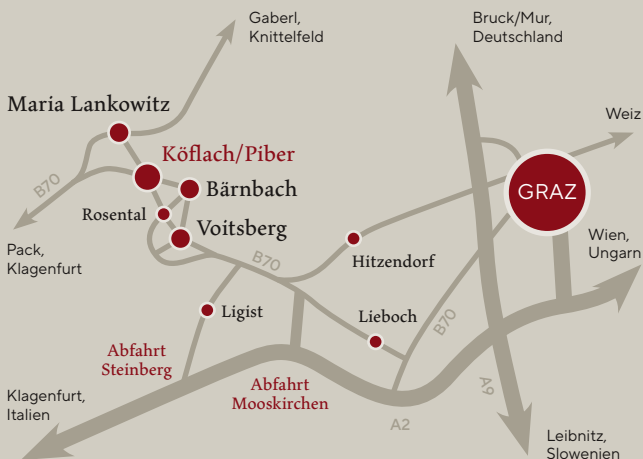 Gaberl,
Knittelfeld
Bruck/Mur,
Deutschland
Maria Lankowitz
Weiz
Köflach/Piber
B70
Bärnbach
GRAZ
Rosental
Voitsberg
Pack,
Klagenfurt
Wien,
Ungarn
B70
Hitzendorf
Ligist
Lieboch
B70
Abfahrt
Steinberg
Abfahrt
Mooskirchen
A9
Klagenfurt,
Italien
A2
Leibnitz,
Slowenien